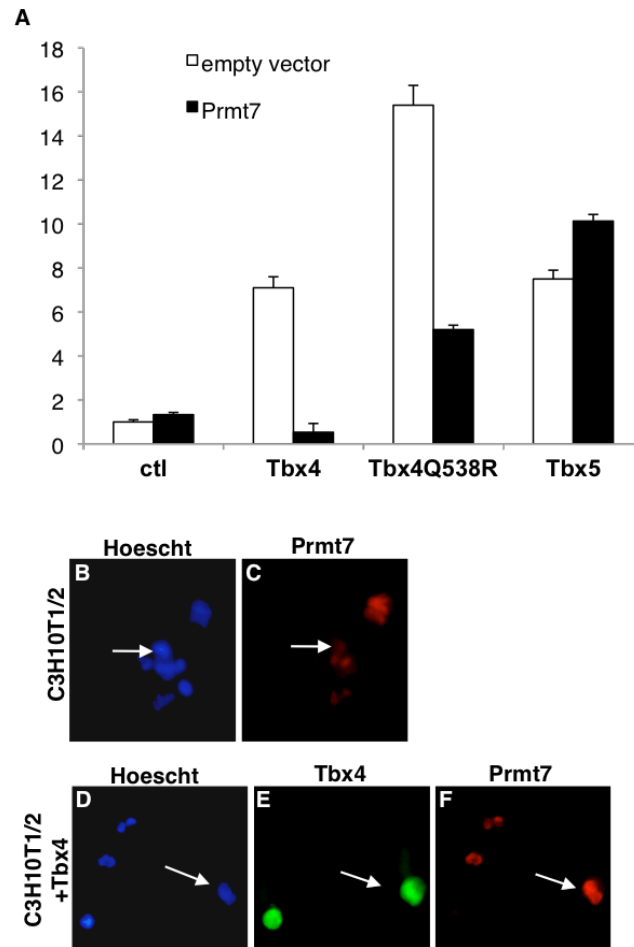 A
18
16
14
12
10
8
6
4
2
0
empty vector
Prmt7
ctl Tbx4 Tbx4Q538R Tbx5
Hoescht Prmt7
B C
C3H10T1/2
Hoescht Tbx4 Prmt7
D E F
C3H10T1/2
+Tbx4